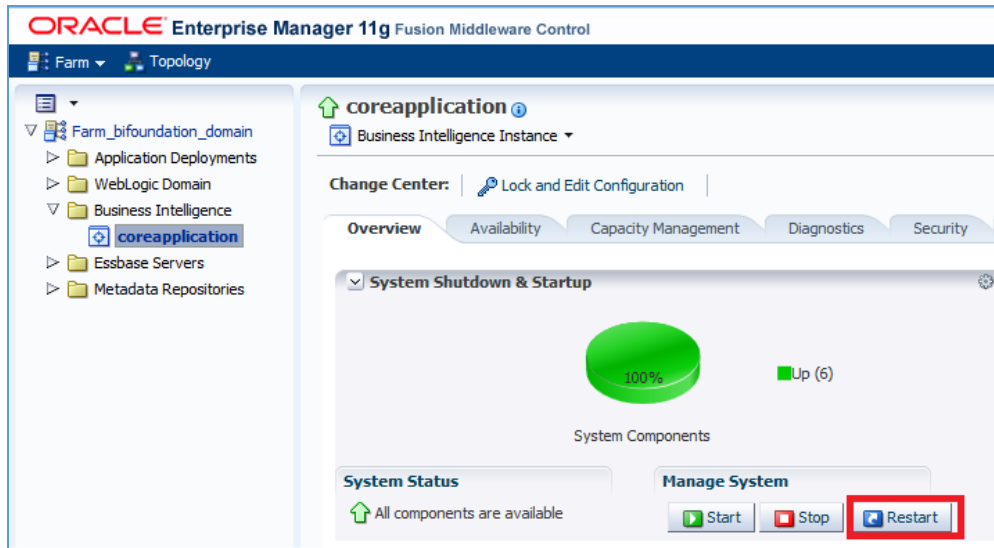 ORACLE Enterprise Manager 11g Fusion Middleware Control
Farm Topology
Farm_bifoundation_domain
Application Deployments
WebLogic Domain
Business Intelligence
coreapplication
Essbase Servers
Metadata Repositories
coreapplication
Business Intelligence Instance
Change Center: Lock and Edit Configuration
Overview Availability Capacity Management Diagnostics Security
System Shutdown & Startup
100%
Up (6)
System Components
System Status
All components are available
Manage System
Start Stop Restart